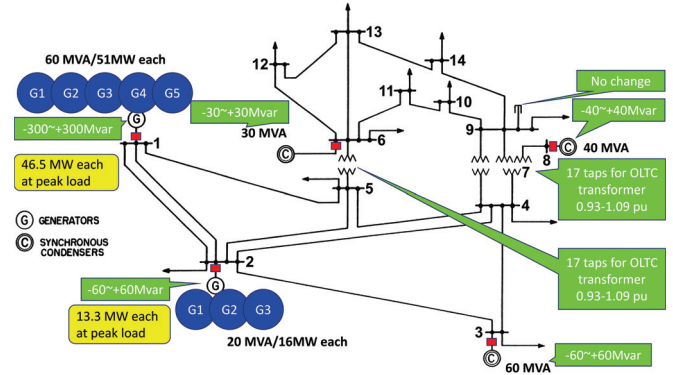 60 MVA/51MW each
G1 G2 G3 G4 G5
G
-300~+300Mvar
1
46.5 MW each
at peak load
G GENERATORS
C SYNCHRONOUS
CONDENSERS
-30~+30Mvar
30 MVA
C
6
12
13
14
11
10
9
No change
-40~+40Mvar
C
8
40 MVA
7
17 taps for OLTC
transformer
0.93-1.09 pu
5
4
17 taps for OLTC
transformer
0.93-1.09 pu
2
-60~+60Mvar
G
13.3 MW each
at peak load
G1 G2 G3
20 MVA/16MW each
3
C
60 MVA
-60~+60Mvar